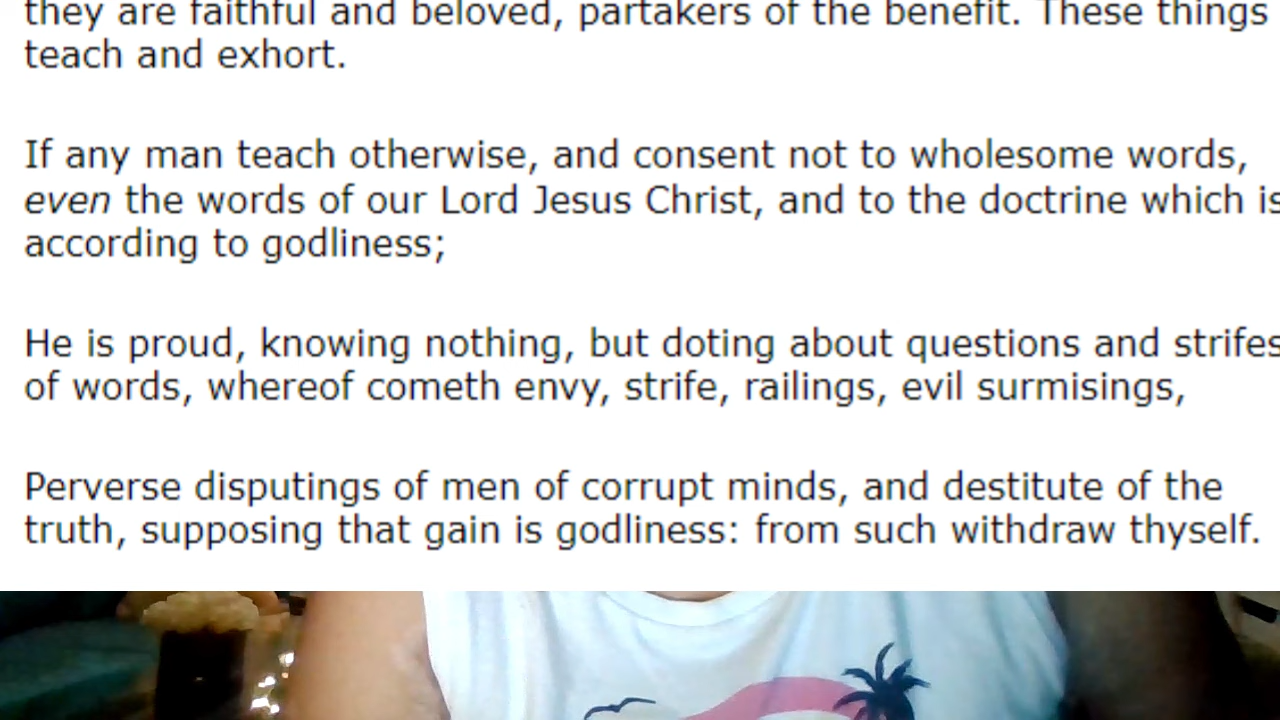 they are faithful and beloved, partakers of the benefit. These things
teach and exhort.
If any man teach otherwise, and consent not to wholesome words,
even the words of our Lord Jesus Christ, and to the doctrine which is
according to godliness;
He is proud, knowing nothing, but doting about questions and strifes
of words, whereof cometh envy, strife, railings, evil surmisings,
Perverse disputings of men of corrupt minds, and destitute of the
truth, supposing that gain is godliness: from such withdraw thyself.